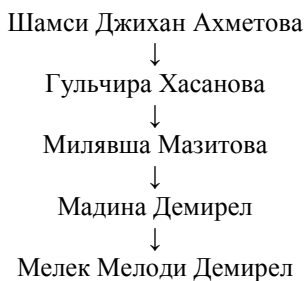 Шамси Джихан Ахметова
↓
Гульчира Хасанова
↓
Милявша Мазитова
↓
Мадина Демирел
↓
Мелек Мелоди Демирел